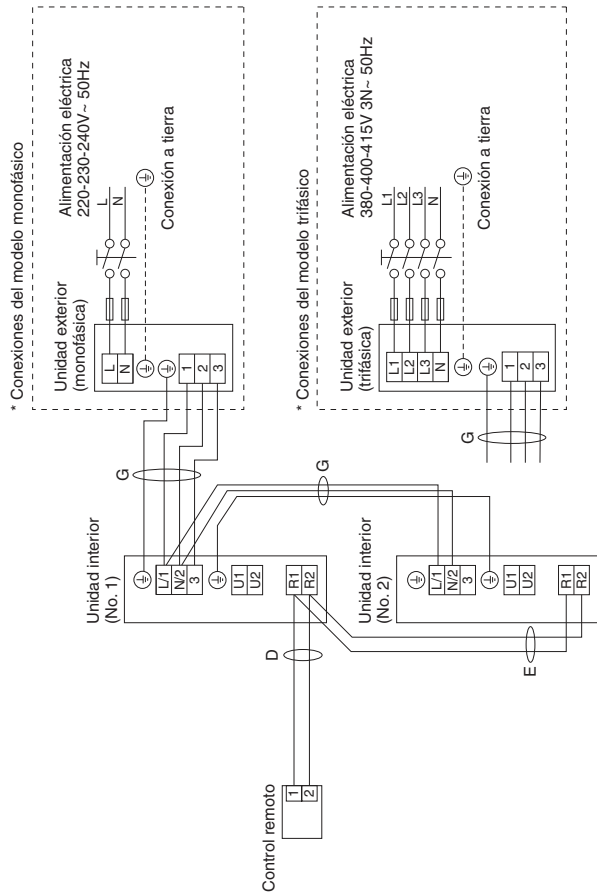 * Conexiones del modelo monofásico
Unidad exterior
(monofásica)
Alimentación eléctrica
220-230-240V ~ 50Hz
L
N
L
N
Conexión a tierra
1
2
3
G
Unidad interior
(No. 1)
L/1
N/2
3
U1
U2
R1
R2
G
D
Control remoto
1
2
* Conexiones del modelo trifásico
Unidad exterior
(trifásica)
Alimentación eléctrica
380-400-415V 3N~ 50Hz
L1
L2
L3
N
L1
L2
L3
N
Conexión a tierra
1
2
3
G
Unidad interior
(No. 2)
L/1
N/2
3
U1
U2
R1
R2
E